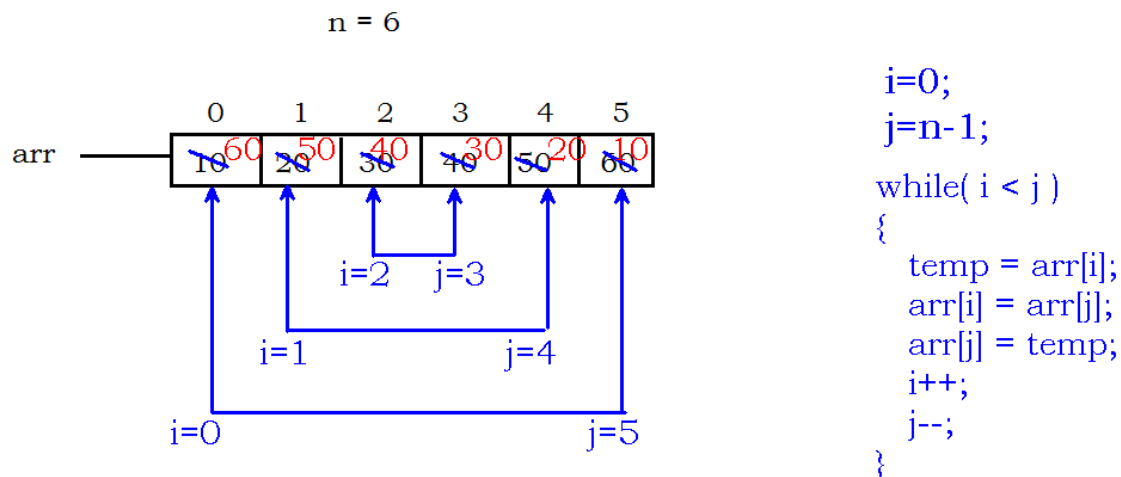 n = 6
0 1 2 3 4 5
60 50 40 30 20 10
arr 10 20 30 40 50 60
i=2 j=3
i=1 j=4
i=0 j=5
i=0;
j=n-1;
while( i < j )
{
temp = arr[i];
arr[i] = arr[j];
arr[j] = temp;
i++;
j--;
}